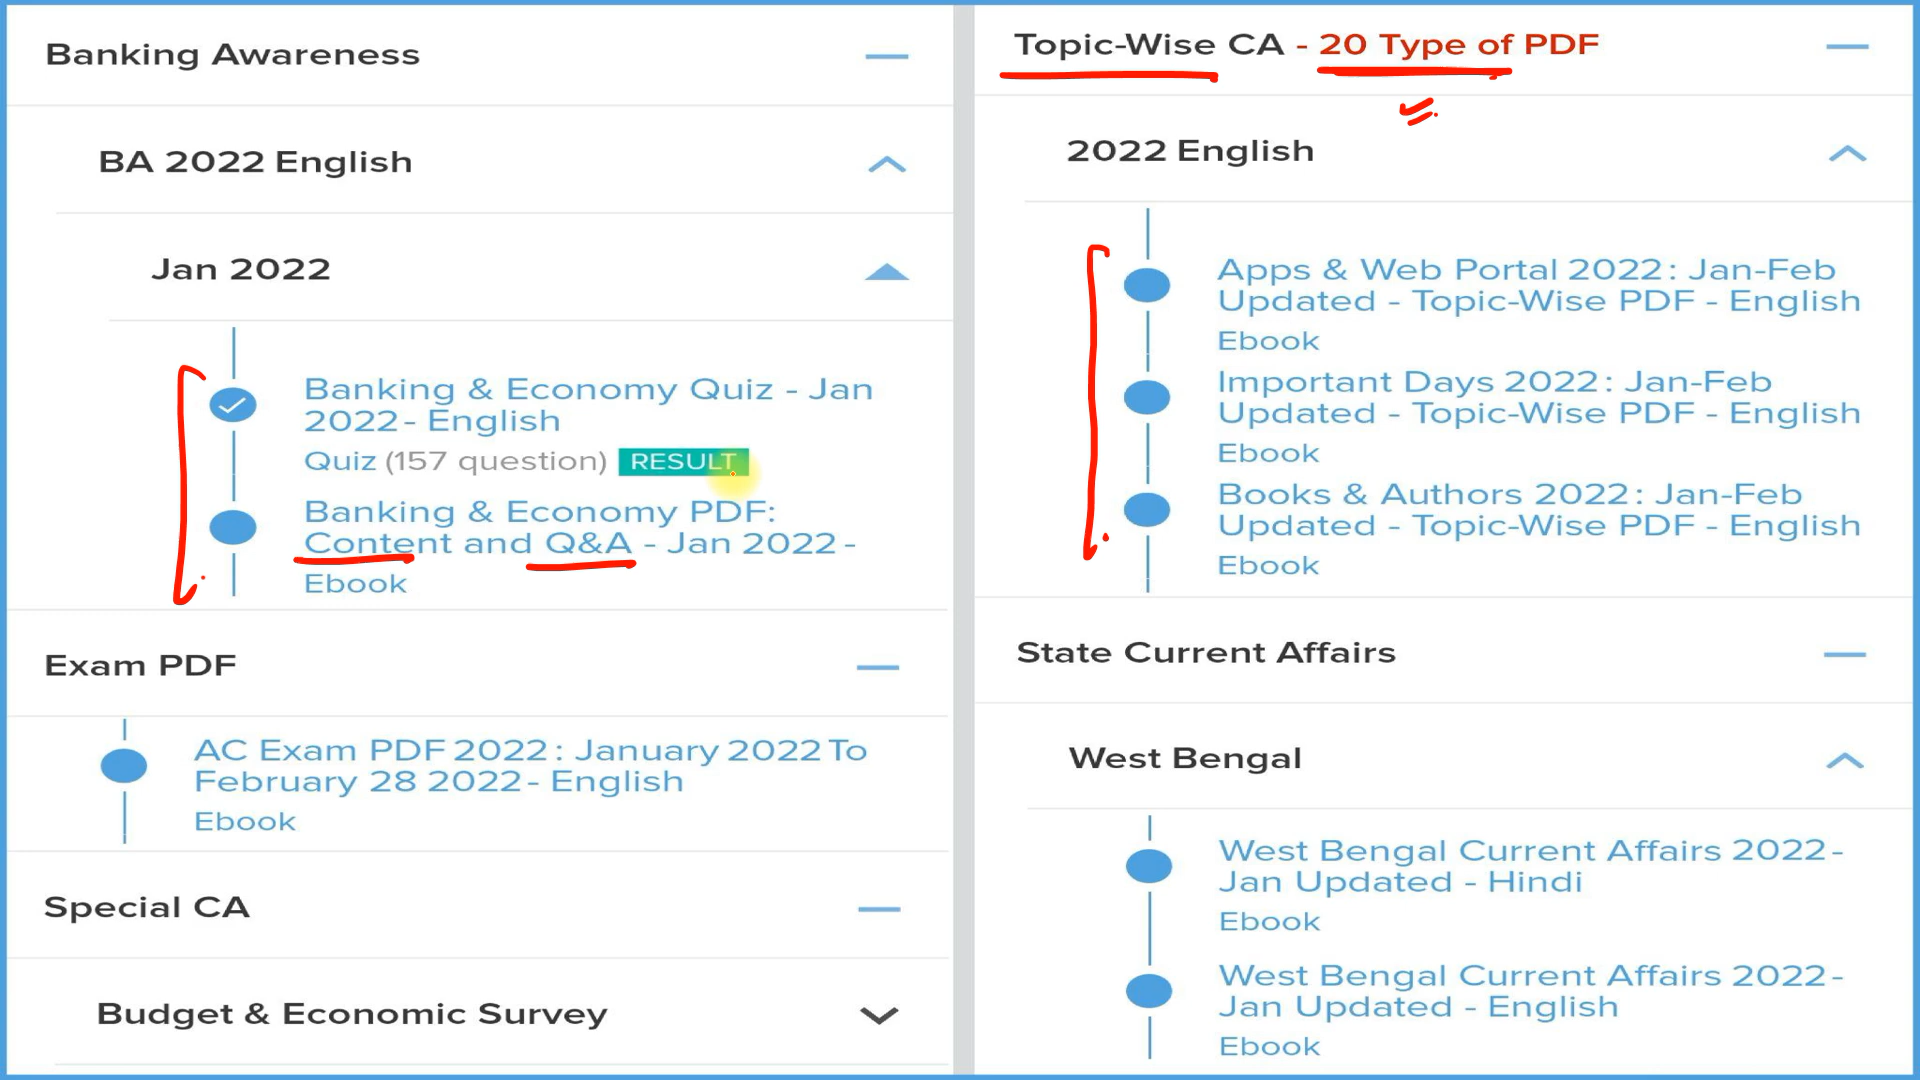 Banking Awareness
BA 2022 English
Jan 2022
Banking & Economy Quiz - Jan
2022- English
Quiz (157 question) RESULT
Banking & Economy PDF:
Content and Q&A - Jan 2022 -
Ebook
Exam PDF
AC Exam PDF 2022: January 2022 To
February 28 2022- English
Ebook
Special CA
Budget & Economic Survey
Topic-Wise CA - 20 Type of PDF
2022 English
Apps & Web Portal 2022: Jan-Feb
Updated - Topic-Wise PDF - English
Ebook
Important Days 2022: Jan-Feb
Updated - Topic-Wise PDF - English
Ebook
Books & Authors 2022: Jan-Feb
Updated - Topic-Wise PDF - English
Ebook
State Current Affairs
West Bengal
West Bengal Current Affairs 2022-
Jan Updated - Hindi
Ebook
West Bengal Current Affairs 2022-
Jan Updated - English
Ebook